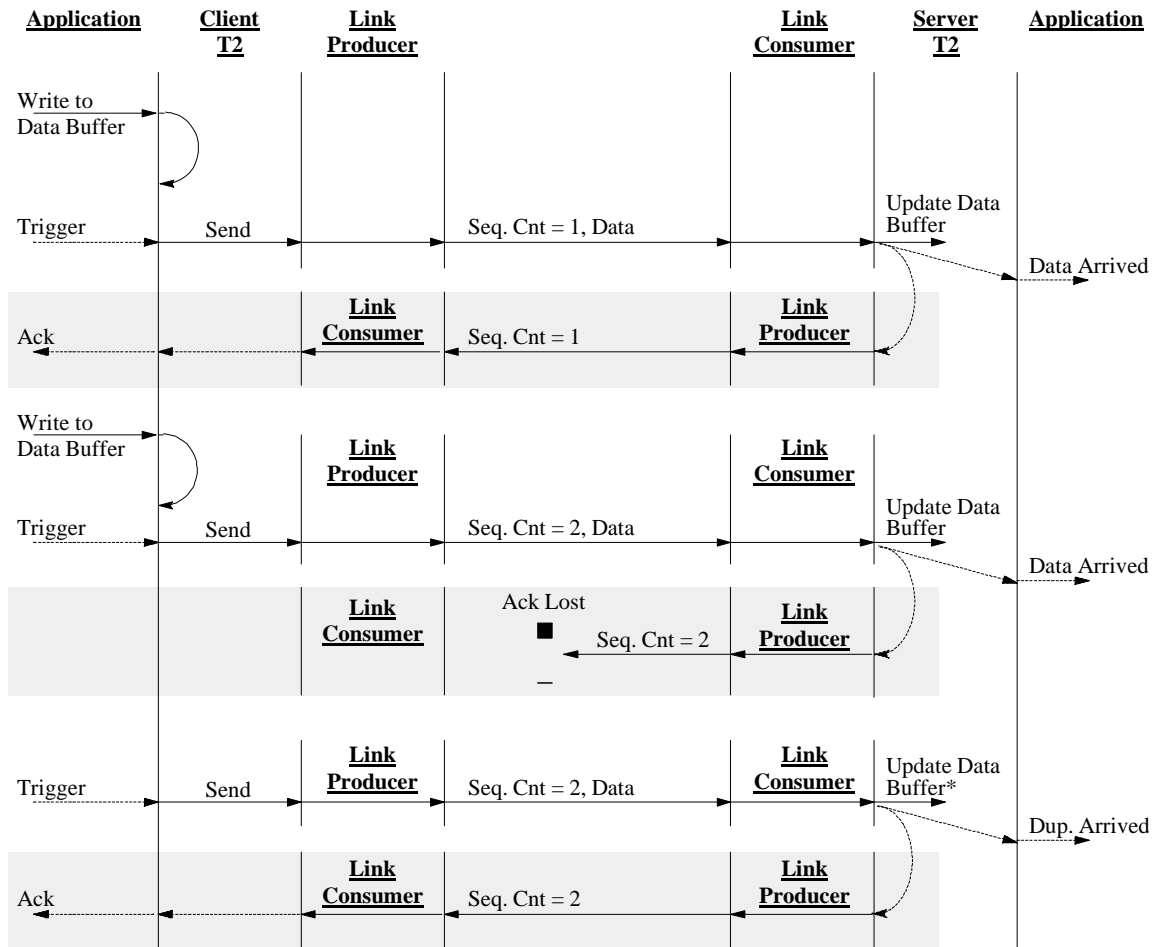 Application
Client
T2
Link
Producer
Link
Consumer
Server
T2
Application
Write to
Data Buffer
Trigger
Send
Seq. Cnt = 1, Data
Update Data
Buffer
Data Arrived
Ack
Link
Consumer
Seq. Cnt = 1
Link
Producer
Write to
Data Buffer
Link
Producer
Link
Consumer
Trigger
Send
Seq. Cnt = 2, Data
Update Data
Buffer
Data Arrived
Link
Consumer
Ack Lost
Seq. Cnt = 2
Link
Producer
Trigger
Send
Link
Producer
Seq. Cnt = 2, Data
Link
Consumer
Update Data
Buffer*
Dup. Arrived
Ack
Link
Consumer
Seq. Cnt = 2
Link
Producer